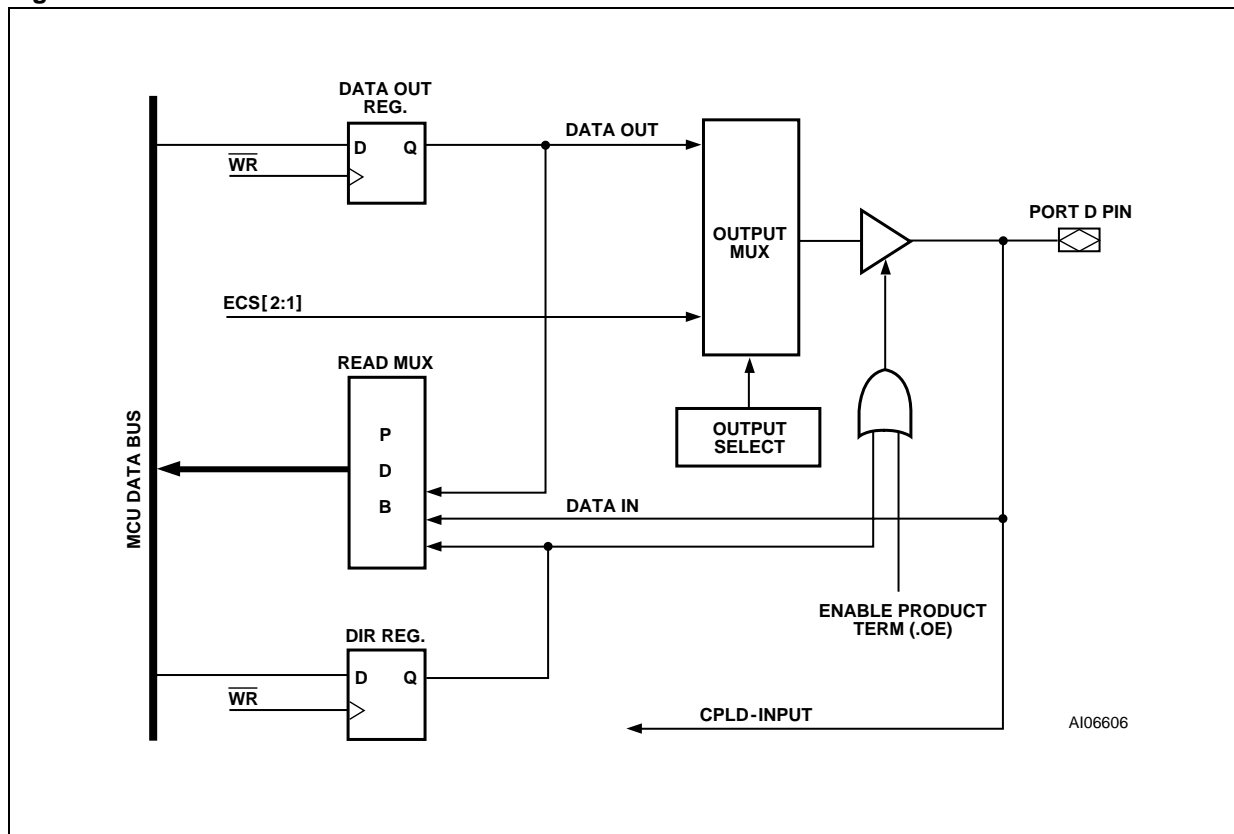 DATA OUT
REG.
D Q
WR
DATA OUT
OUTPUT
MUX
PORT D PIN
ECS[2:1]
READ MUX
P
D
B
OUTPUT
SELECT
MCU DATA BUS
DATA IN
ENABLE PRODUCT
TERM (.OE)
DIR REG.
D Q
WR
CPLD-INPUT
AI06606